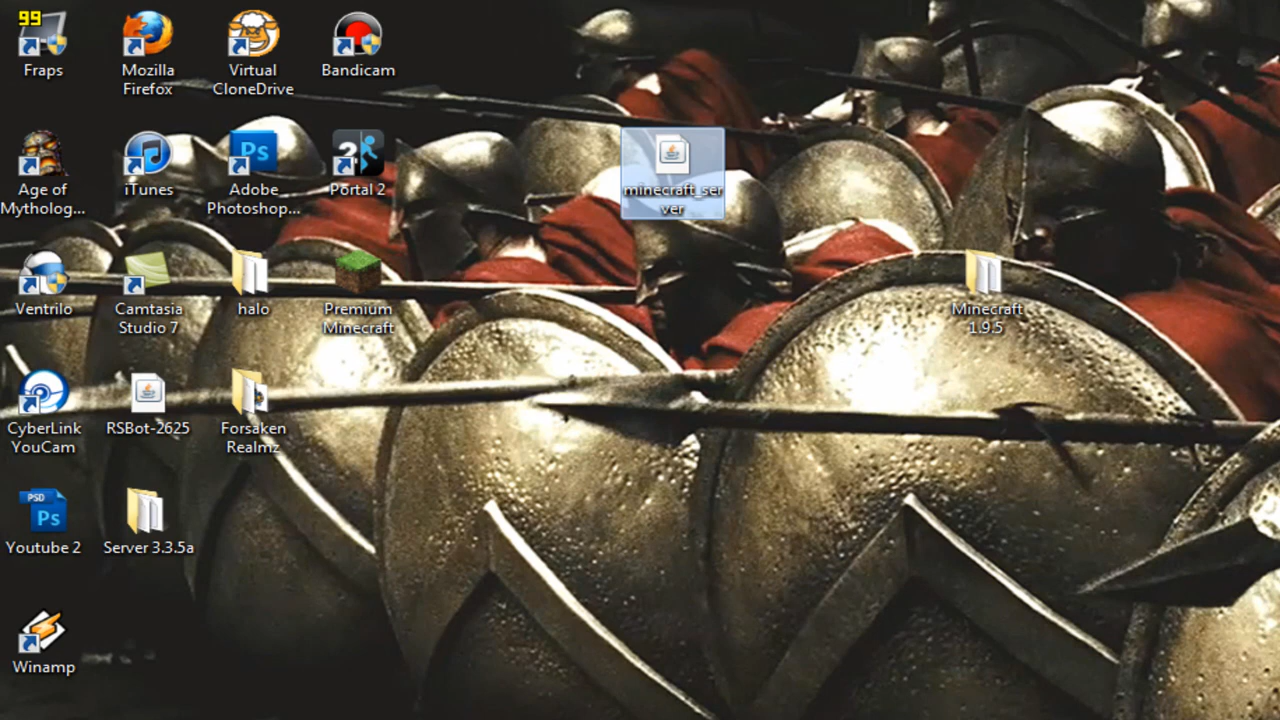 99
Fraps
Mozilla
Firefox
Virtual
CloneDrive
Bandicam
Age of
Mytholog...
iTunes
Ps
Adobe
Photoshop...
2
Portal 2
minecraft_ser
ver
Ventrilo
Camtasia
Studio 7
halo
Premium
Minecraft
Minecraft
1.9.5
CyberLink
YouCam
RSBot-2625
Forsaken
Realmz
PSD
Ps
Youtube 2
Server 3.3.5a
Winamp